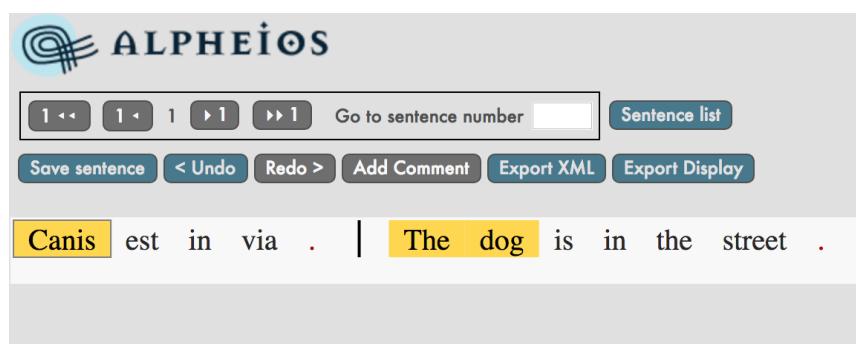 ALPHEIOS
1 ◂◂ 1 ◂ 1 ▸ 1 ▸▸ 1 Go to sentence number Sentence list
Save sentence < Undo Redo > Add Comment Export XML Export Display
Canis est in via . | The dog is in the street .